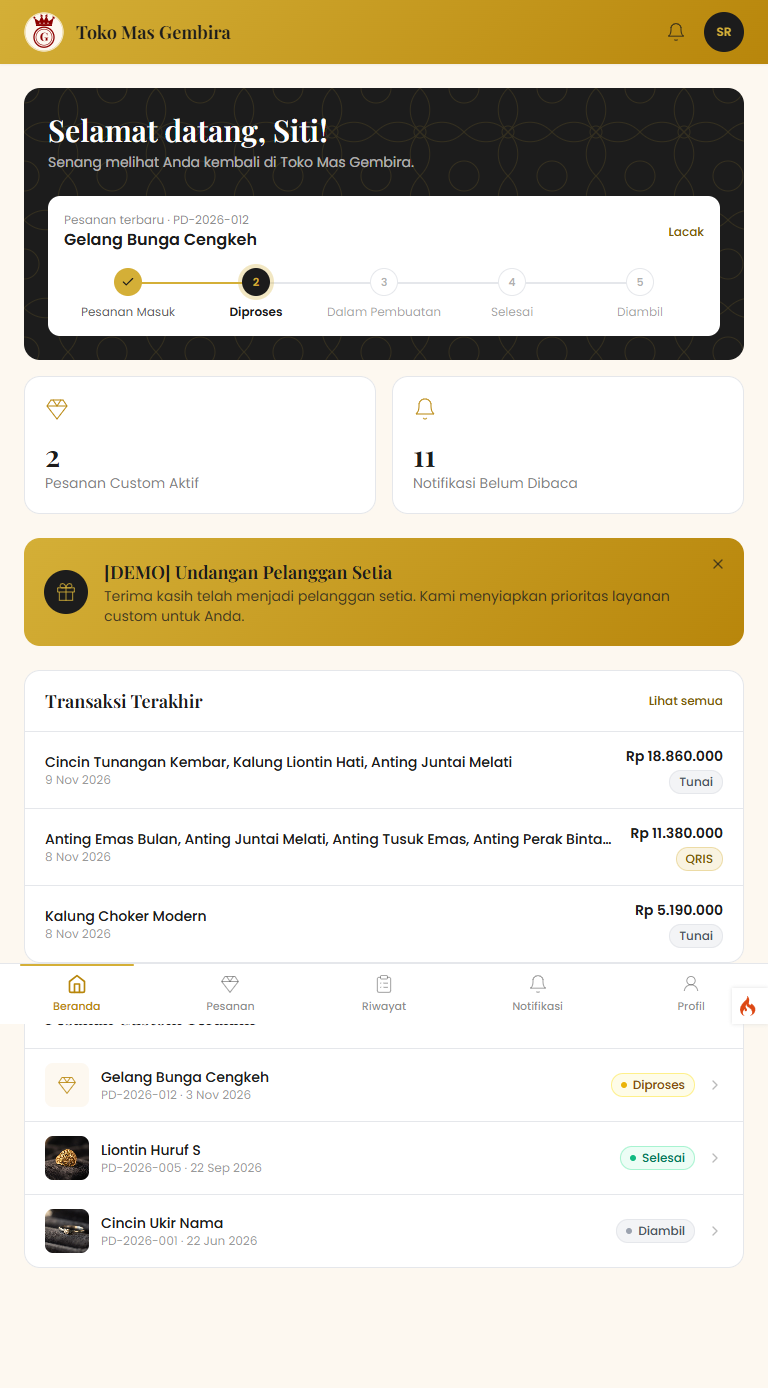 G
Toko Mas Gembira
SR
Selamat datang, Siti!
Senang melihat Anda kembali di Toko Mas Gembira.
Pesanan terbaru · PD-2026-012
Gelang Bunga Cengkeh
Lacak
2
3
4
5
Pesanan Masuk
Diproses
Dalam Pembuatan
Selesai
Diambil
2
Pesanan Custom Aktif
11
Notifikasi Belum Dibaca
[DEMO] Undangan Pelanggan Setia
Terima kasih telah menjadi pelanggan setia. Kami menyiapkan prioritas layanan
custom untuk Anda.
Transaksi Terakhir
Lihat semua
Cincin Tunangan Kembar, Kalung Liontin Hati, Anting Juntai Melati
9 Nov 2026
Rp 18.860.000
Tunai
Anting Emas Bulan, Anting Juntai Melati, Anting Tusuk Emas, Anting Perak Binta...
8 Nov 2026
Rp 11.380.000
QRIS
Kalung Choker Modern
8 Nov 2026
Rp 5.190.000
Tunai
Beranda
Pesanan
Riwayat
Notifikasi
Profil
Gelang Bunga Cengkeh
PD-2026-012 · 3 Nov 2026
Diproses
Liontin Huruf S
PD-2026-005 · 22 Sep 2026
Selesai
Cincin Ukir Nama
PD-2026-001 · 22 Jun 2026
Diambil